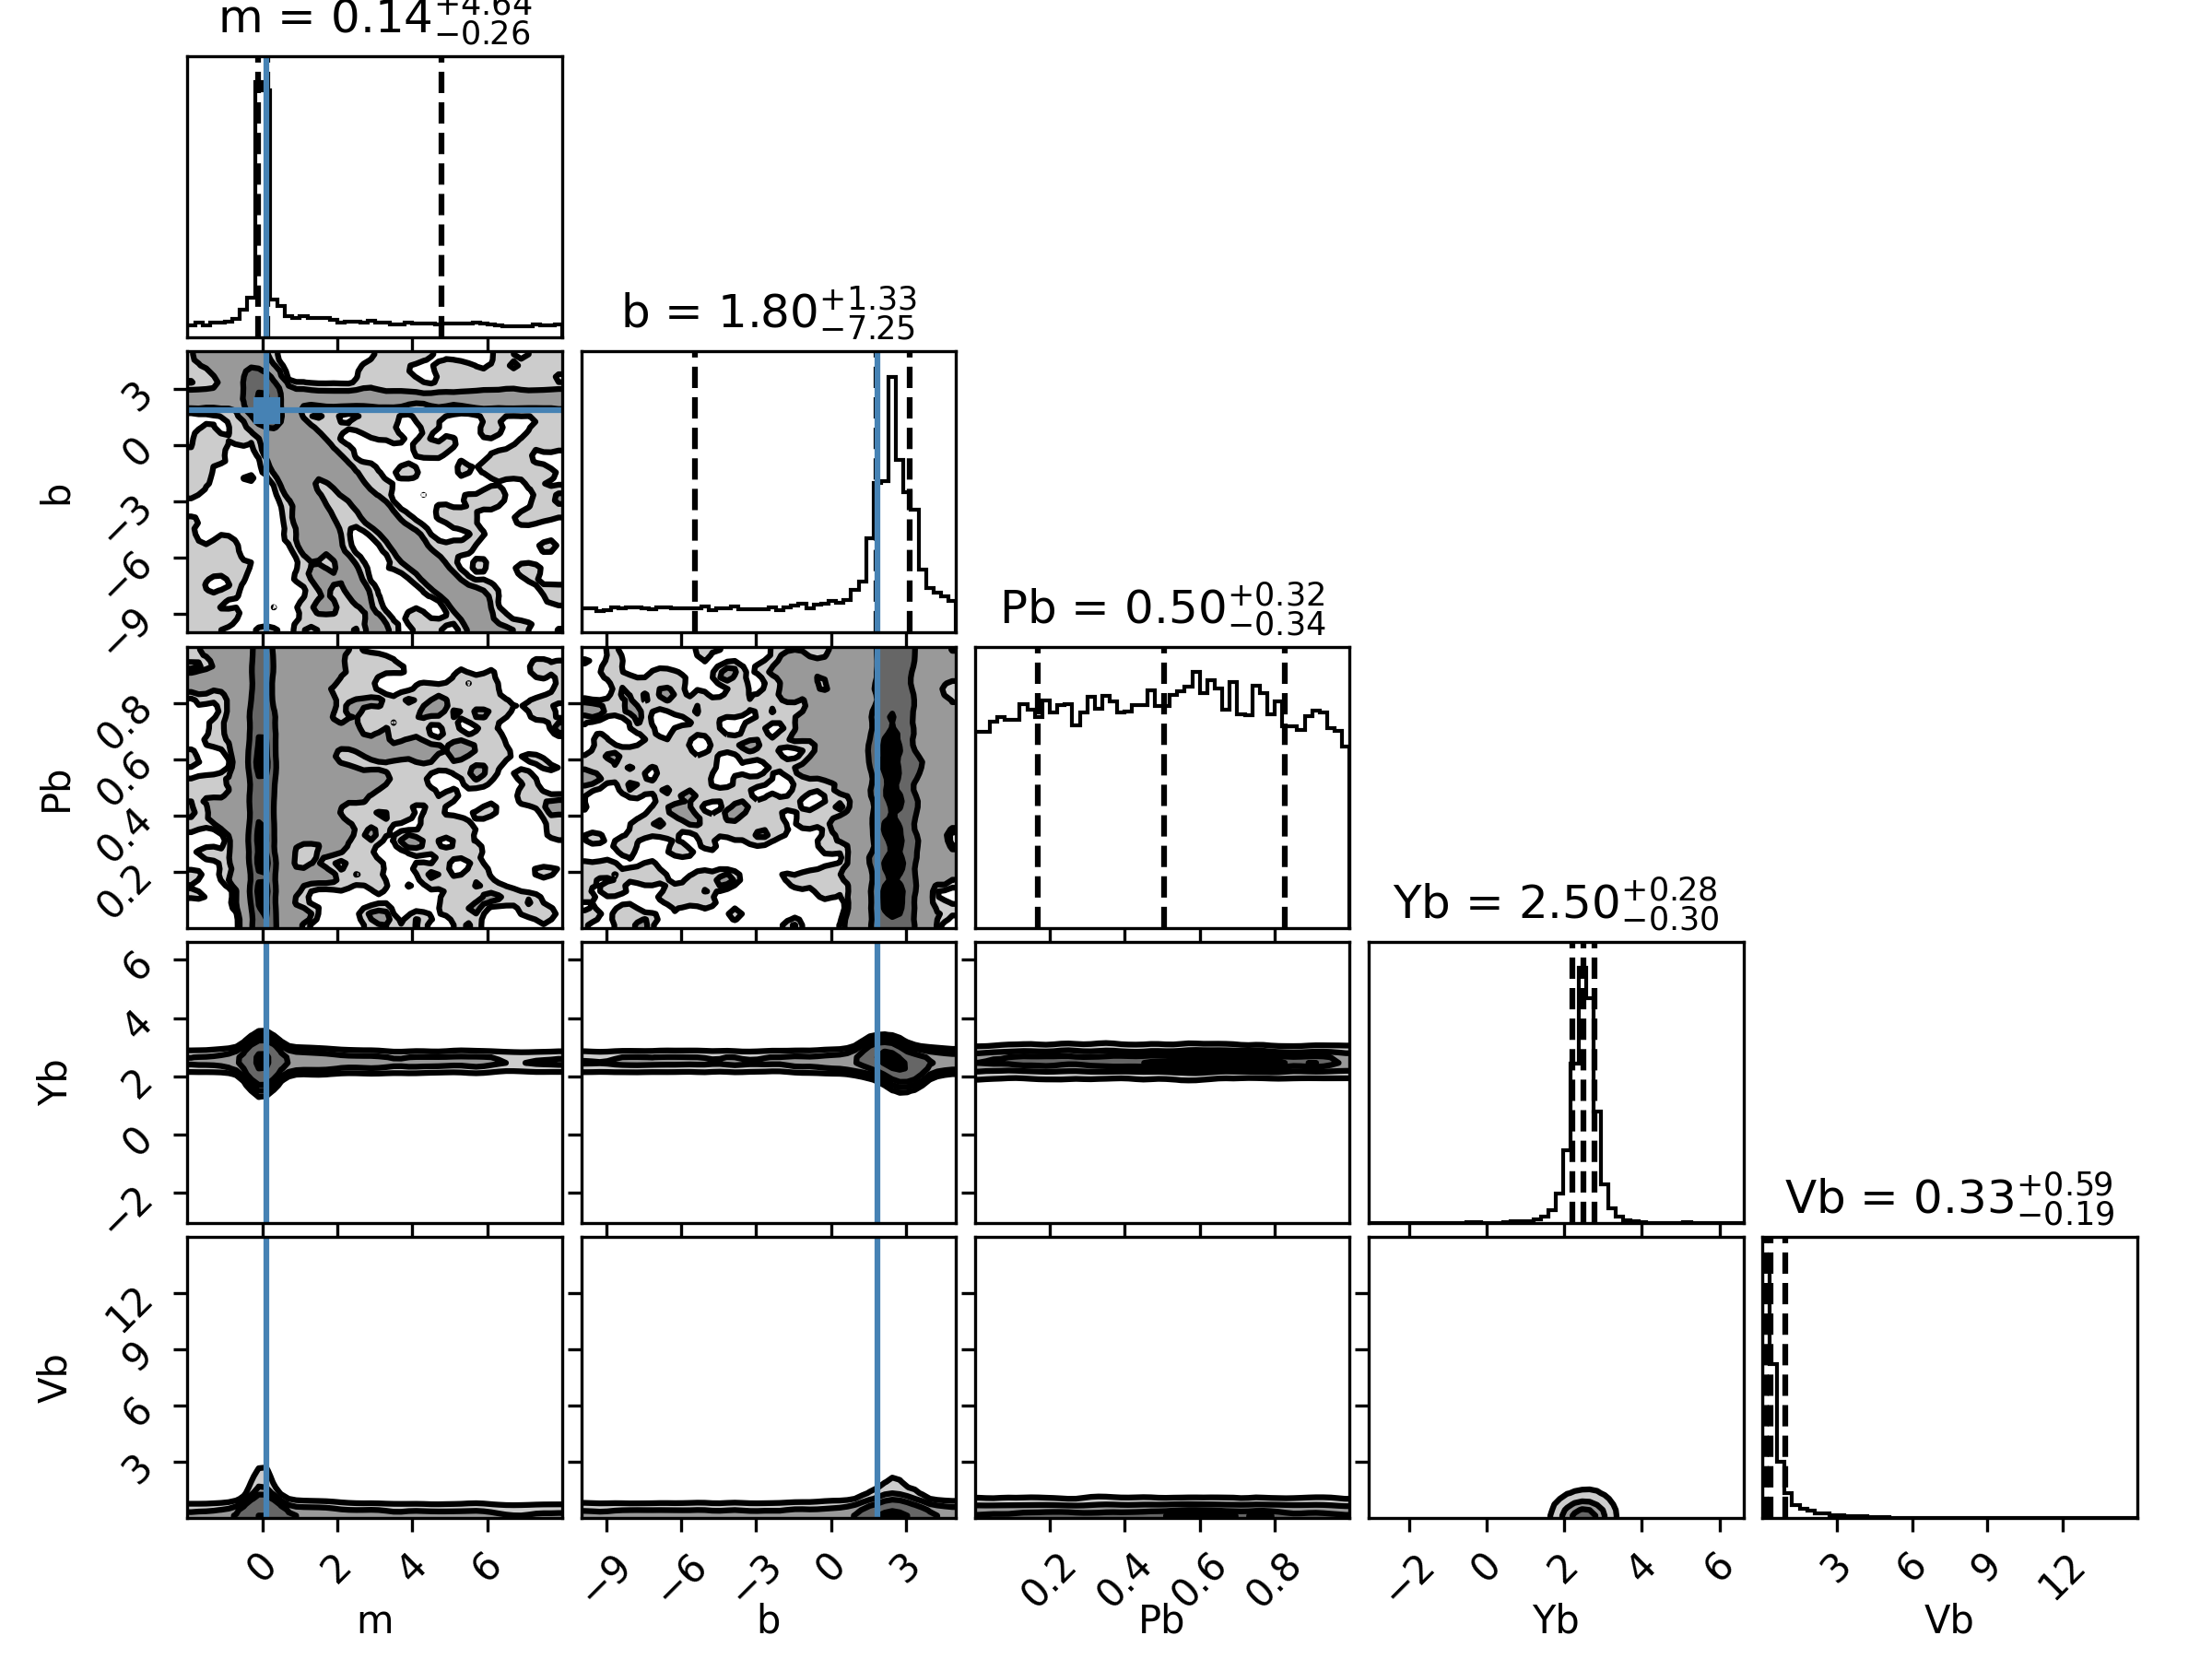 m = 0.14 +4.64 −0.26
b = 1.80 +1.33 −7.25
3
0
−3
−6
−9
b
Pb = 0.50 +0.32 −0.34
0.8
0.6
0.4
0.2
Pb
Yb = 2.50 +0.28 −0.30
6
4
2
0
−2
Yb
Vb = 0.33 +0.59 −0.19
12
9
6
3
Vb
0 2 4 6
−9 −6 −3 0 3
0.2 0.4 0.6 0.8
−2 0 2 4 6
3 6 9 12
m b Pb Yb Vb